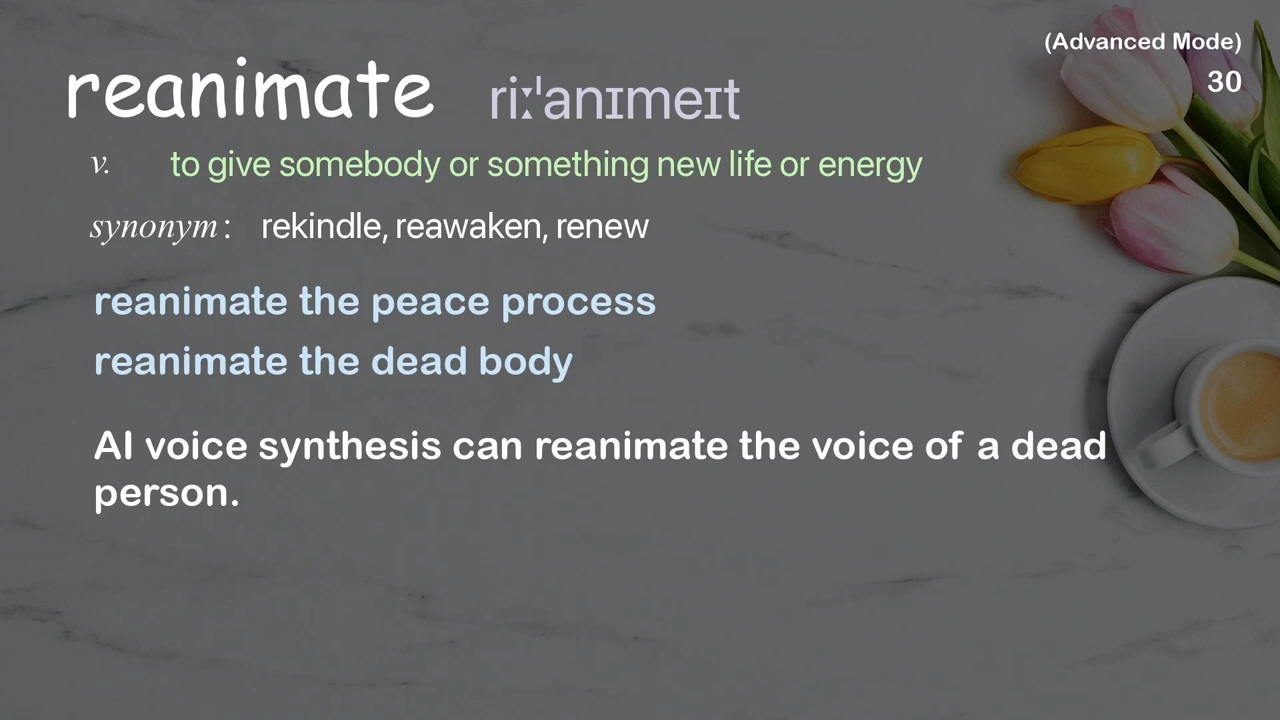 (Advanced Mode)
30
reanimate riːˈanɪmeɪt
v. to give somebody or something new life or energy
synonym: rekindle, reawaken, renew
reanimate the peace process
reanimate the dead body
AI voice synthesis can reanimate the voice of a dead
person.